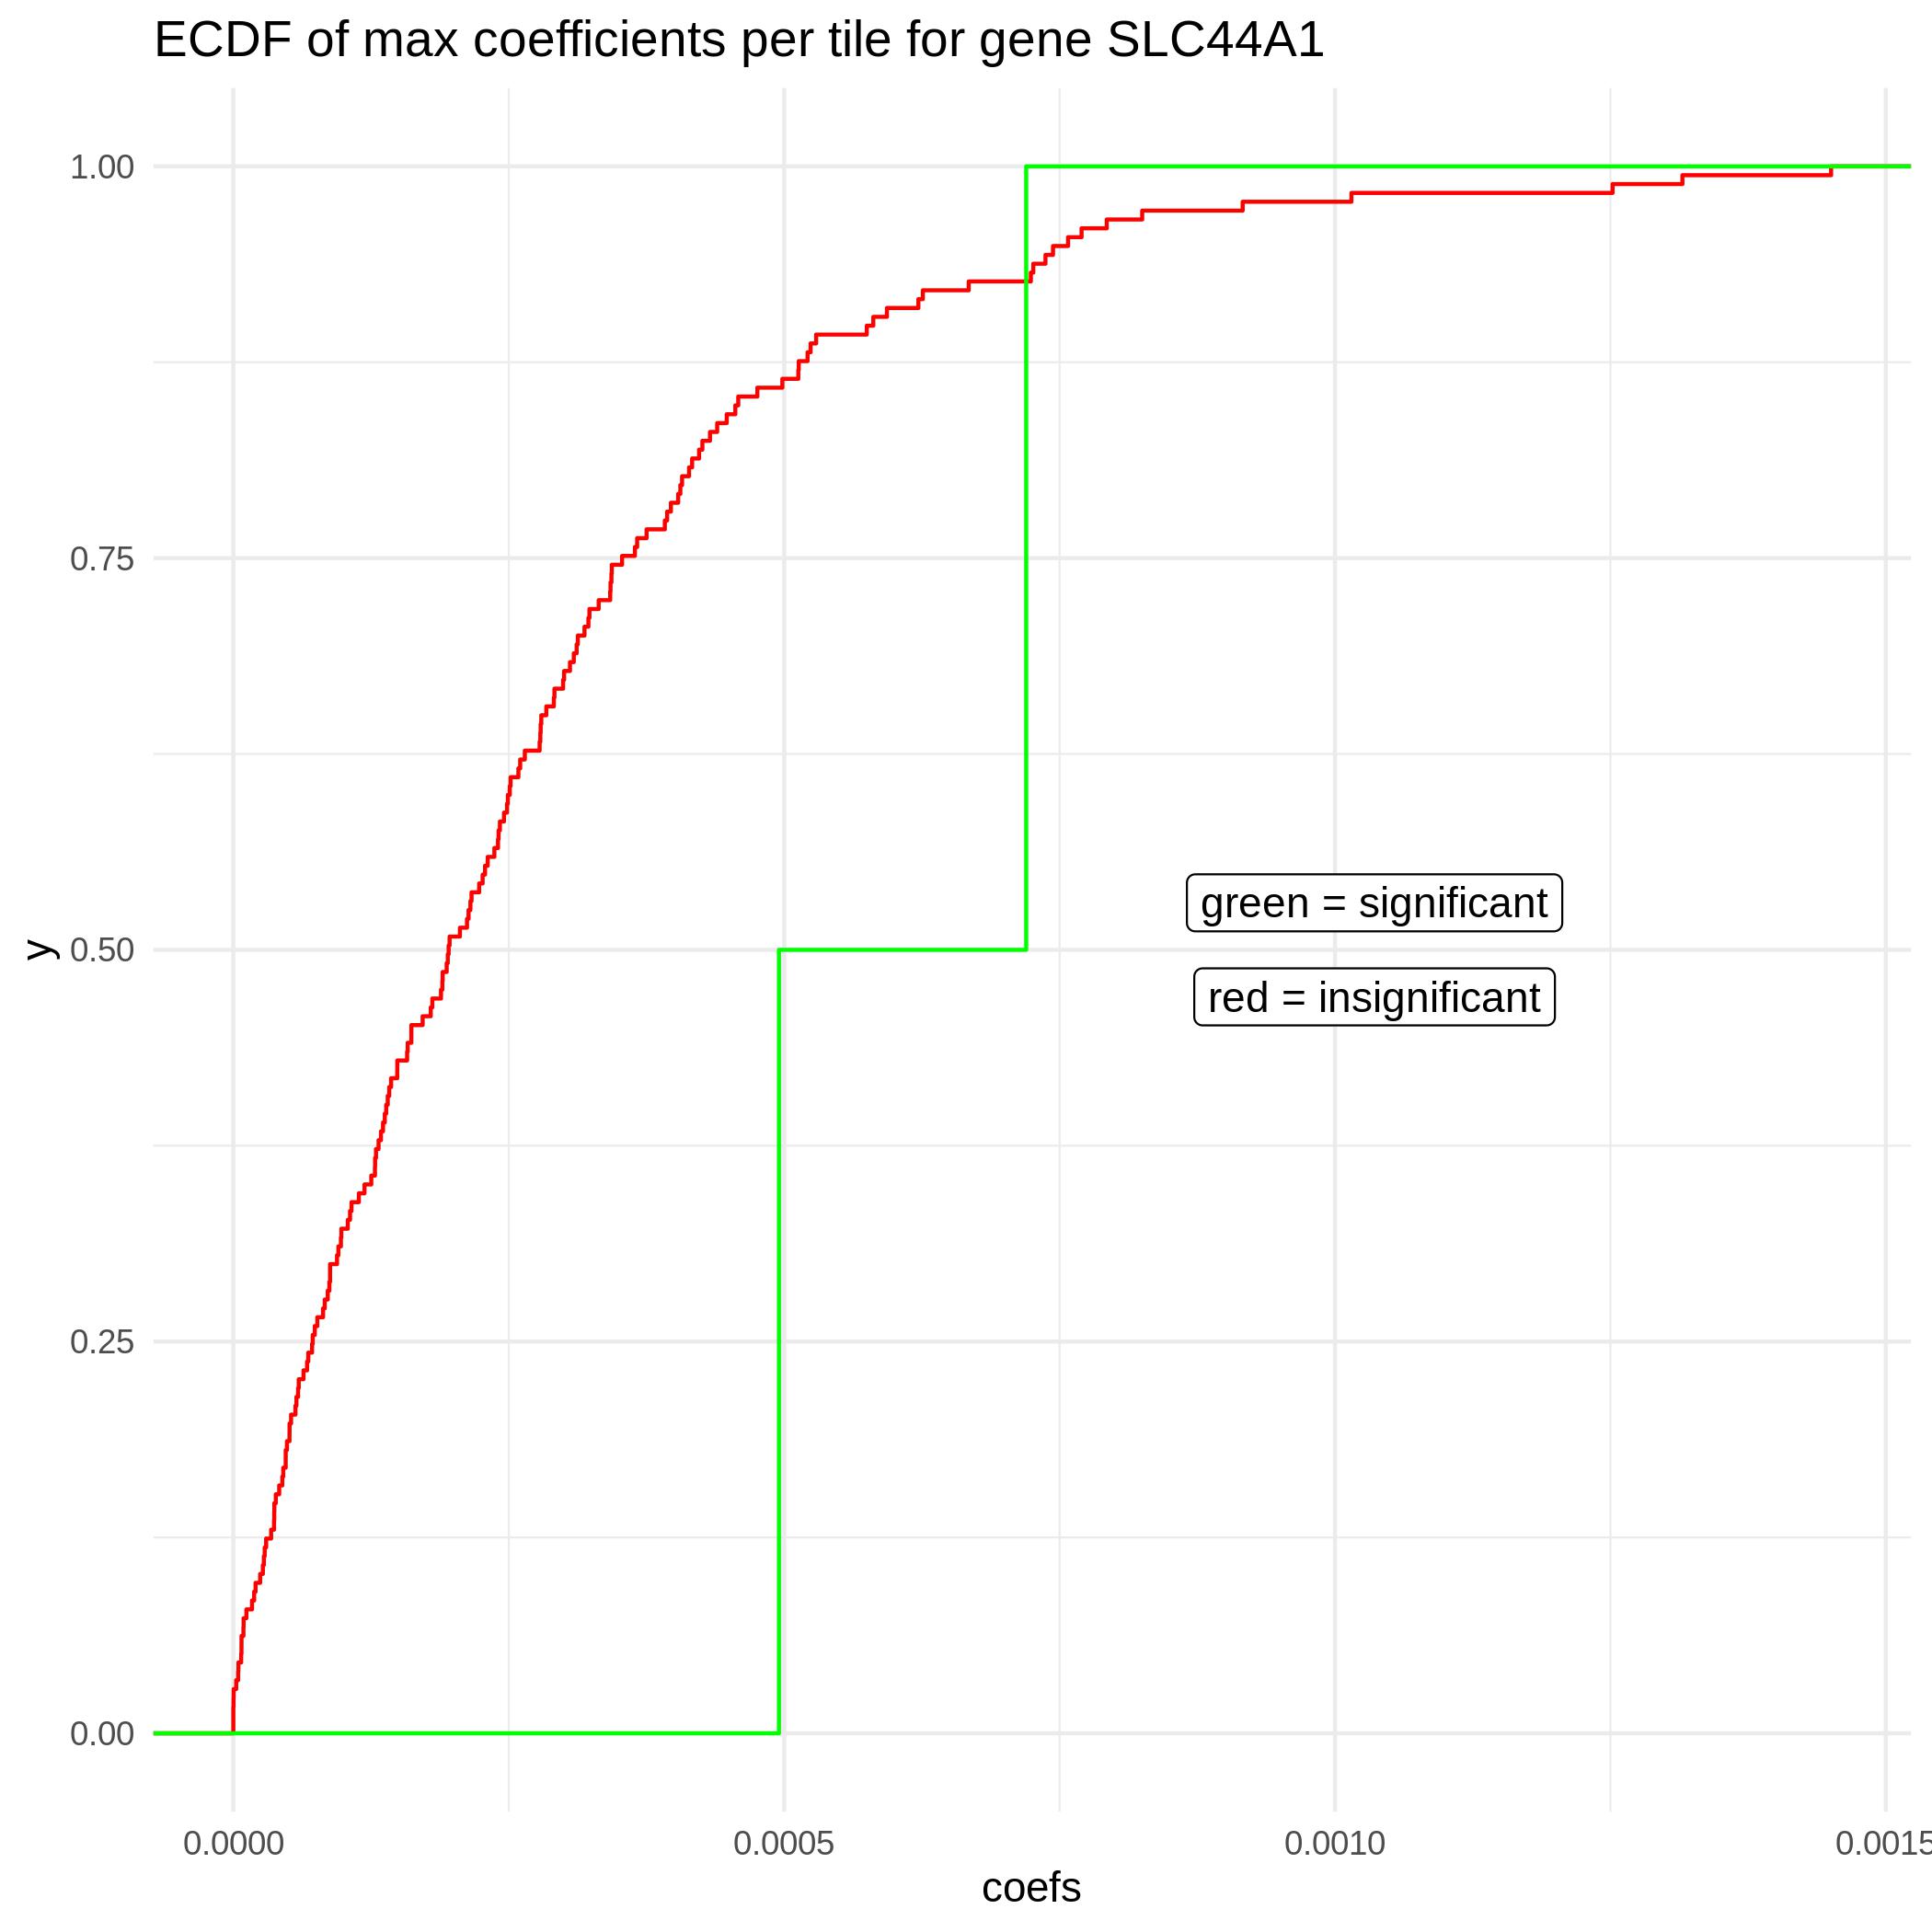 ECDF of max coefficients per tile for gene SLC44A1
1.00
0.75
0.50
0.25
0.00
y
green = significant
red = insignificant
0.0000 0.0005 0.0010 0.0015
coefs